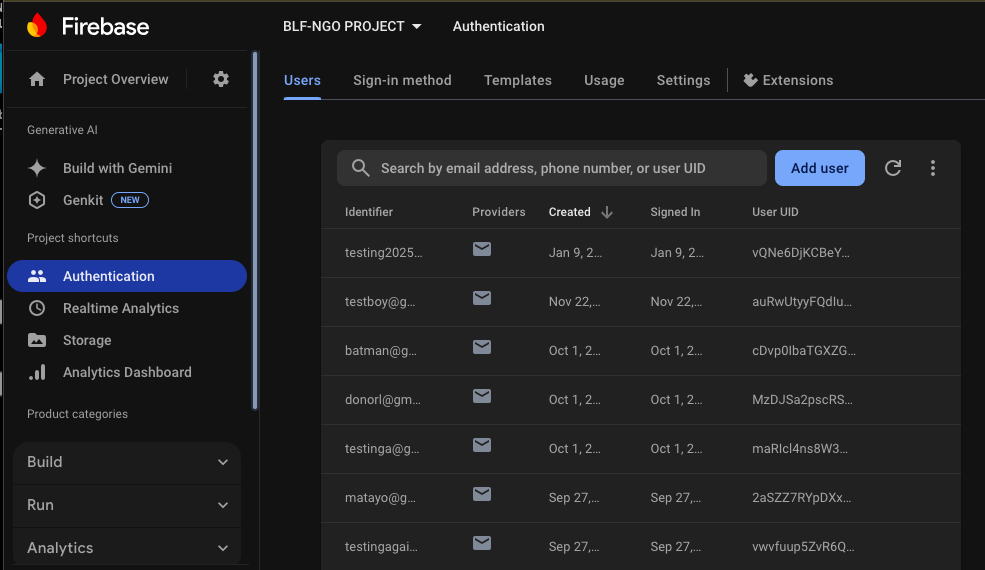 Firebase
BLF-NGO PROJECT Authentication
Project Overview
Users Sign-in method Templates Usage Settings Extensions
Generative AI
Build with Gemini
Genkit NEW
Project shortcuts
Authentication
Realtime Analytics
Storage
Analytics Dashboard
Product categories
Build
Run
Analytics
Search by email address, phone number, or user UID Add user
Identifier Providers Created Signed In User UID
testing2025... Jan 9, 2... Jan 9, 2... vQNe6DjKCBeY...
testboy@g... Nov 22,... Nov 22,... auRwUtyyFQdIu...
batman@g... Oct 1, 2... Oct 1, 2... cDvp0IbaTGXZG...
donorl@gm... Oct 1, 2... Oct 1, 2... MzDJSa2pscRS...
testinga@g... Oct 1, 2... Oct 1, 2... maRIcl4ns8W3...
matayo@g... Sep 27,... Sep 27,... 2aSZZ7RYpDXx...
testingagai... Sep 27,... Sep 27,... vwvfuup5ZvR6Q...